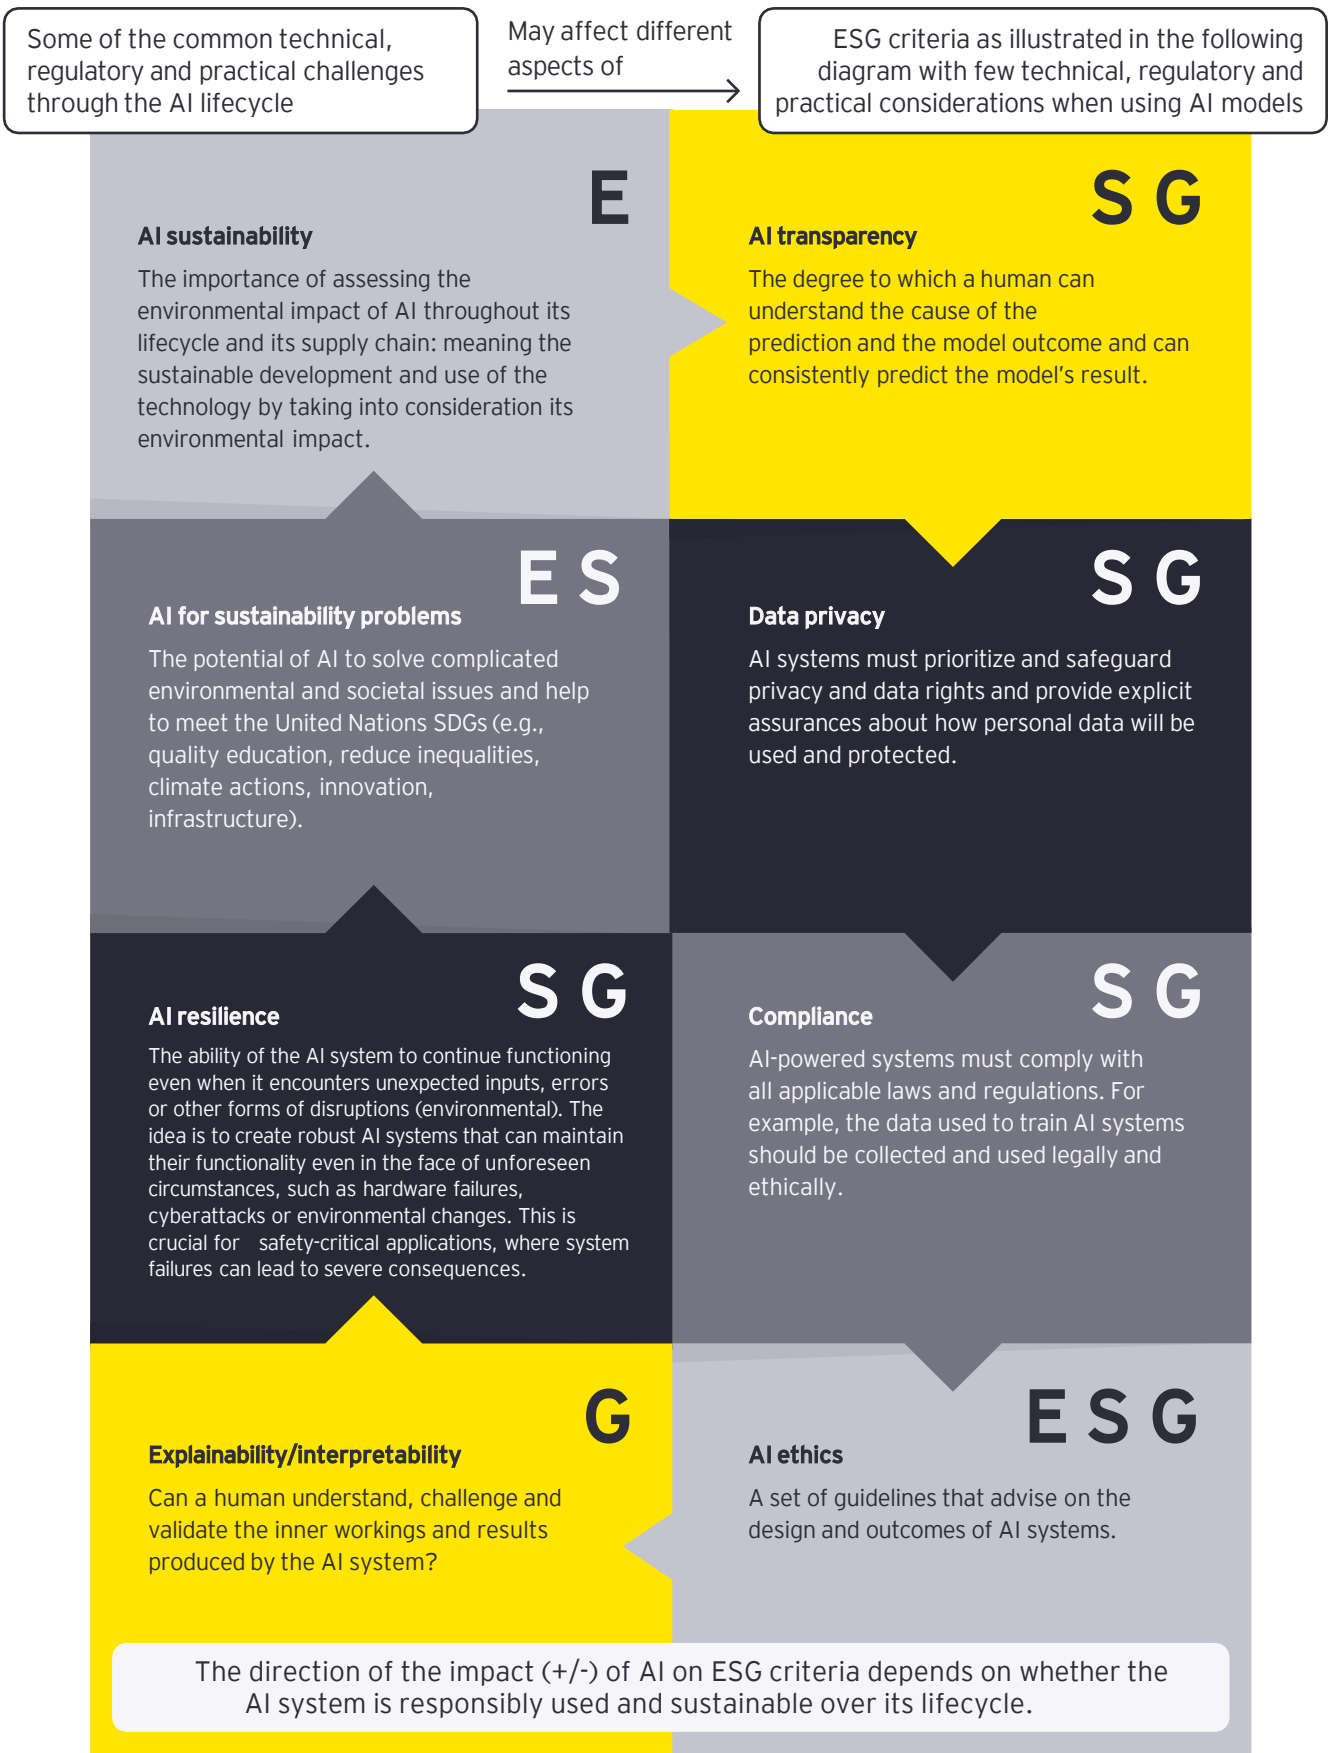 Some of the common technical,
regulatory and practical challenges
through the AI lifecycle
May affect different
aspects of
ESG criteria as illustrated in the following
diagram with few technical, regulatory and
practical considerations when using AI models
E
AI sustainability
The importance of assessing the
environmental impact of AI throughout its
lifecycle and its supply chain: meaning the
sustainable development and use of the
technology by taking into consideration its
environmental impact.
S G
AI transparency
The degree to which a human can
understand the cause of the
prediction and the model outcome and can
consistently predict the model's result.
E S
AI for sustainability problems
The potential of AI to solve complicated
environmental and societal issues and help
to meet the United Nations SDGs (e.g.,
quality education, reduce inequalities,
climate actions, innovation,
infrastructure).
S G
Data privacy
AI systems must prioritize and safeguard
privacy and data rights and provide explicit
assurances about how personal data will be
used and protected.
S G
AI resilience
The ability of the AI system to continue functioning
even when it encounters unexpected inputs, errors
or other forms of disruptions (environmental). The
idea is to create robust AI systems that can maintain
their functionality even in the face of unforeseen
circumstances, such as hardware failures,
cyberattacks or environmental changes. This is
crucial for safety-critical applications, where system
failures can lead to severe consequences.
S G
Compliance
AI-powered systems must comply with
all applicable laws and regulations. For
example, the data used to train AI systems
should be collected and used legally and
ethically.
G
Explainability/interpretability
Can a human understand, challenge and
validate the inner workings and results
produced by the AI system?
E S G
AI ethics
A set of guidelines that advise on the
design and outcomes of AI systems.
The direction of the impact (+/-) of AI on ESG criteria depends on whether the
AI system is responsibly used and sustainable over its lifecycle.